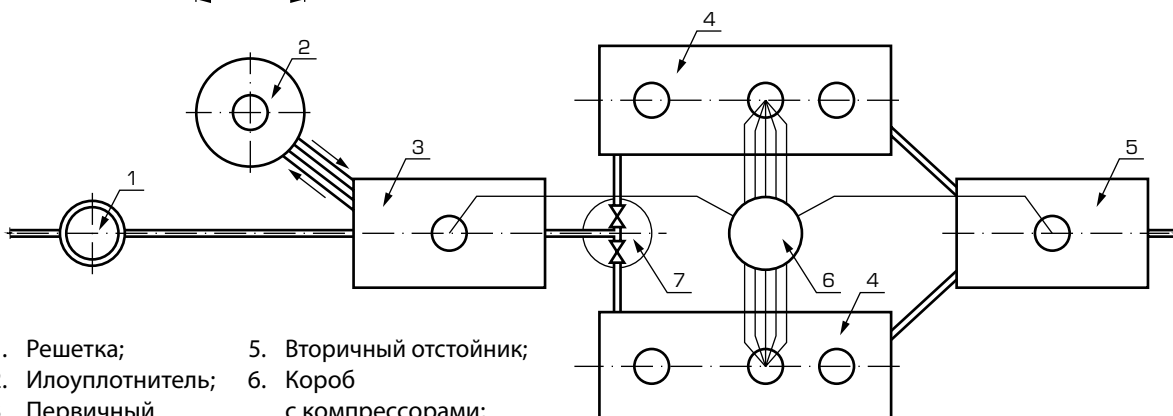 4
2
3
1
5
7
6
4
. Решетка;
. Илоуплотнитель;
Первичный
5. Вторичный отстойник;
6. Короб
с компрессорами;